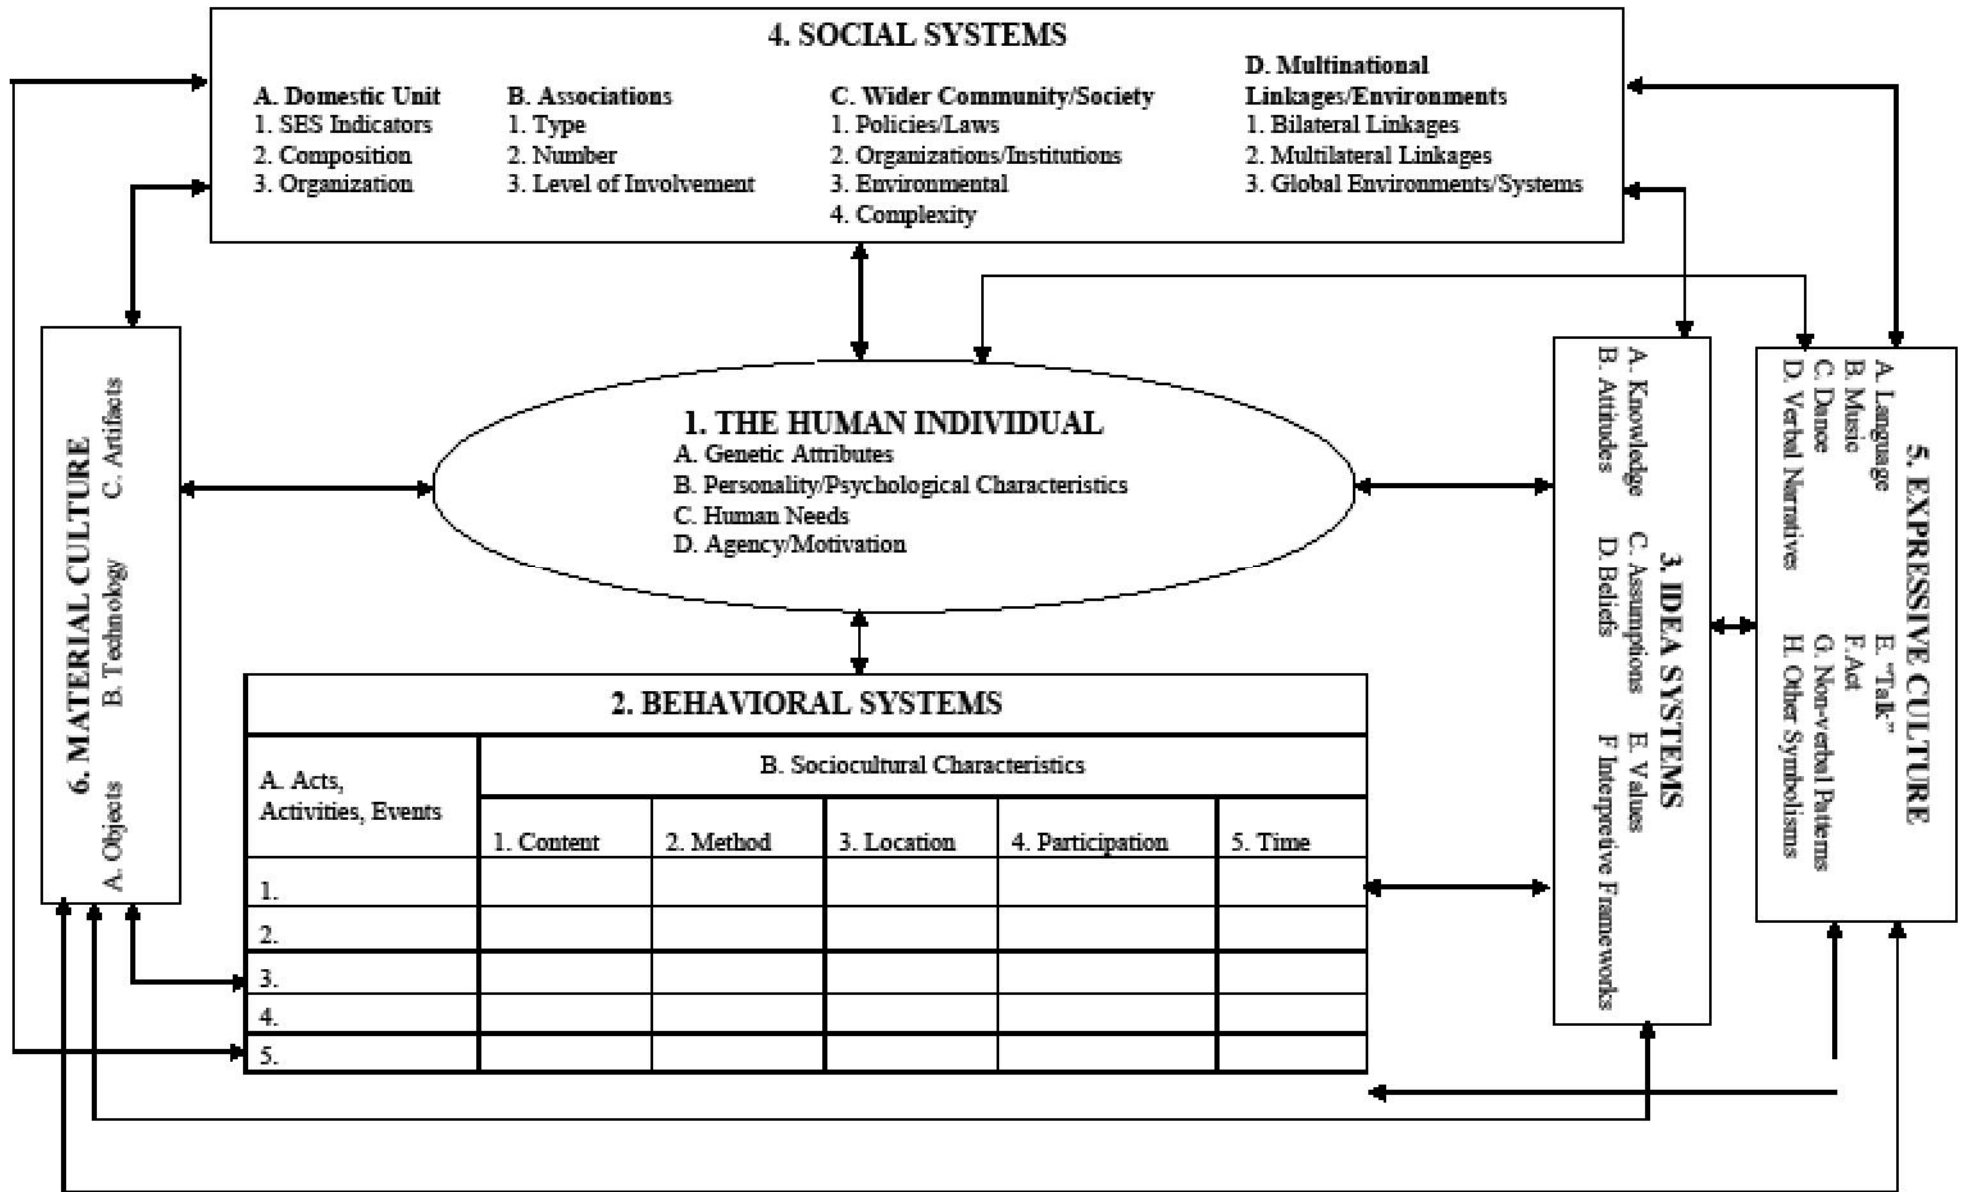 4. SOCIAL SYSTEMS
A. Domestic Unit
1. SES Indicators
2. Composition
3. Organization
B. Associations
1. Type
2. Number
3. Level of Involvement
C. Wider Community/Society
1. Policies/Laws
2. Organizations/Institutions
3. Environmental
4. Complexity
D. Multinational
Linkages/Environments
1. Bilateral Linkages
2. Multilateral Linkages
3. Global Environments/Systems
6. MATERIAL CULTURE
A. Objects
B. Technology
C. Artifacts
1. THE HUMAN INDIVIDUAL
A. Genetic Attributes
B. Personality/Psychological Characteristics
C. Human Needs
D. Agency/Motivation
3. IDEA SYSTEMS
A. Knowledge
B. Attitudes
C. Assumptions
D. Beliefs
E. Values
F Interpretive Frameworks
5. EXPRESSIVE CULTURE
A. Language
B. Music
C. Dance
D. Verbal Narratives
E. "Talk"
F. Act
G. Non-verbal Patterns
H. Other Symbolisms
2. BEHAVIORAL SYSTEMS
A. Acts,
Activities, Events
B. Sociocultural Characteristics
1. Content
2. Method
3. Location
4. Participation
5. Time
1.
2.
3.
4.
5.